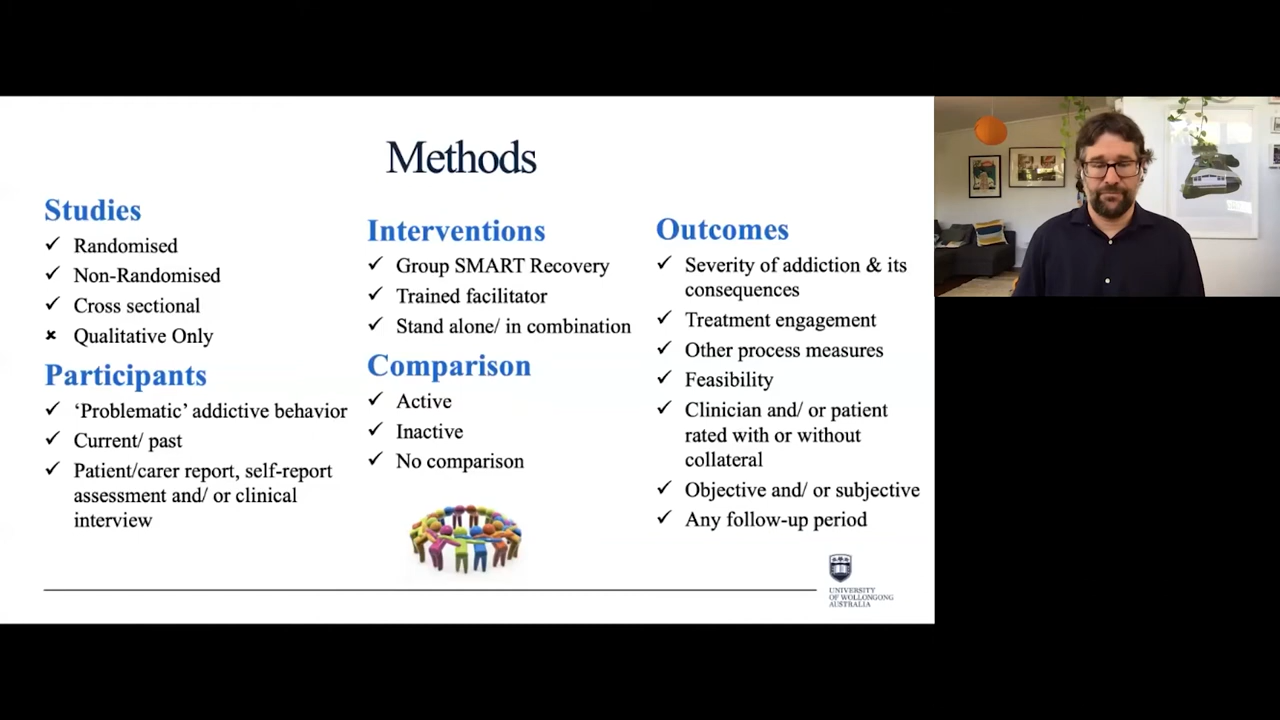 Methods
Studies
Randomised
Non-Randomised
Cross sectional
Qualitative Only
Participants
‘Problematic’ addictive behavior
Current/ past
Patient/carer report, self-report
assessment and/ or clinical
interview
Interventions
Group SMART Recovery
Trained facilitator
Stand alone/ in combination
Comparison
Active
Inactive
No comparison
Outcomes
Severity of addiction & its
consequences
Treatment engagement
Other process measures
Feasibility
Clinician and/ or patient
rated with or without
collateral
Objective and/ or subjective
Any follow-up period
UNIVERSITY
OF WOLLONGONG
AUSTRALIA